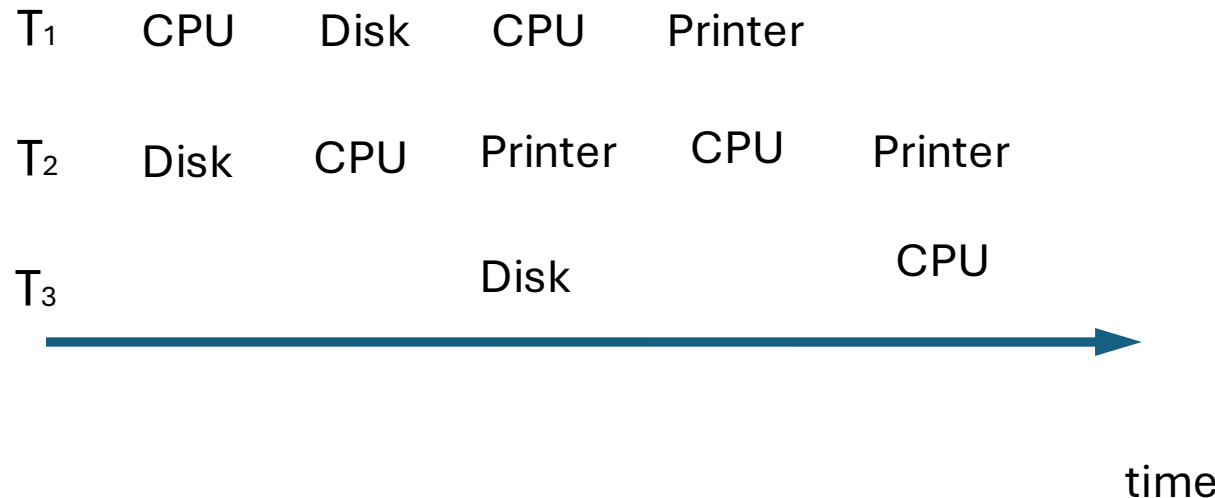 T1 CPU Disk CPU Printer
T2 Disk CPU Printer CPU Printer
T3 Disk CPU
time